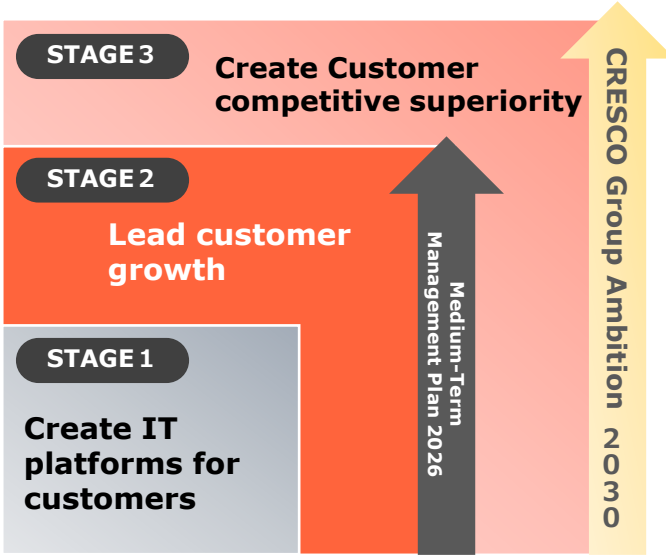 STAGE 3
Create Customer
competitive superiority
STAGE 2
Lead customer
growth
STAGE 1
Create IT
platforms for
customers
Medium-Term
Management Plan 2026
CRESCO Group Ambition 2030